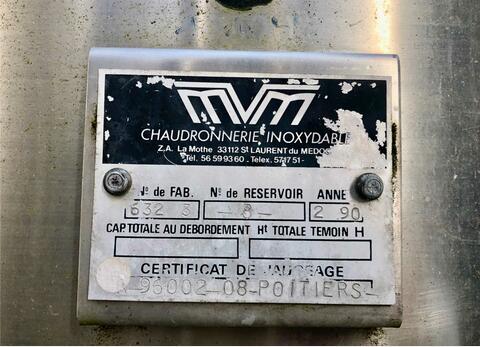 mvm
CHAUDRONNERIE INOXYDABLE
Z.A. La Mothe 33112 St LAURENT du MEDOC
Tél. 56 59 93 60 . Telex. 571751-
N° de FAB. N° de RESERVOIR ANNE
632 3 -8- 2 90
CAP. TOTALE AU DEBORDEMENT Ht TOTALE TEMOIN H
CERTIFICAT DE JAUGEAGE
96002-08-POITIERS-